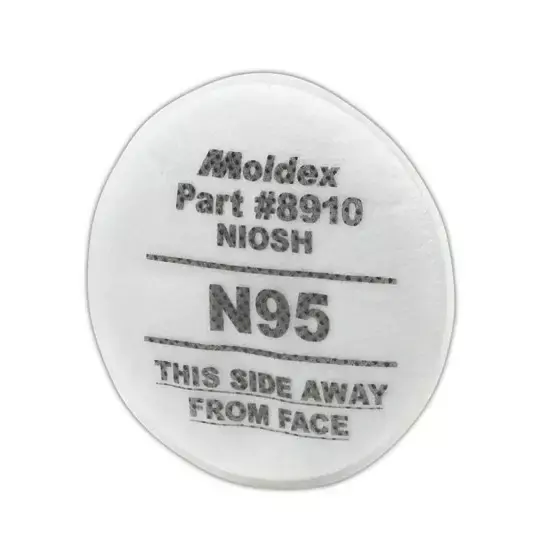 Moldex
Part #8910
NIOSH
N95
THIS SIDE AWAY
FROM FACE